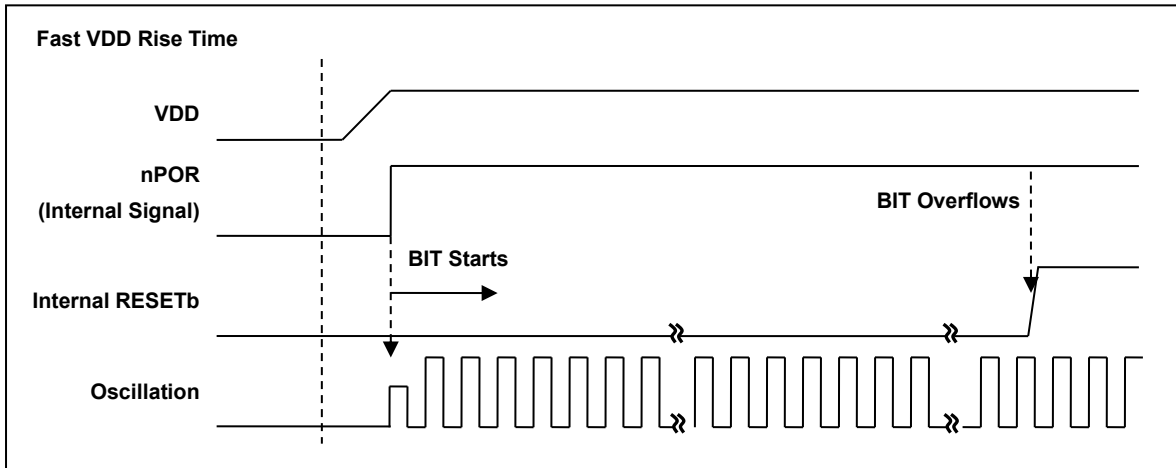 Fast VDD Rise Time
VDD
nPOR
(Internal Signal)
BIT Overflows
BIT Starts
Internal RESETb
Oscillation